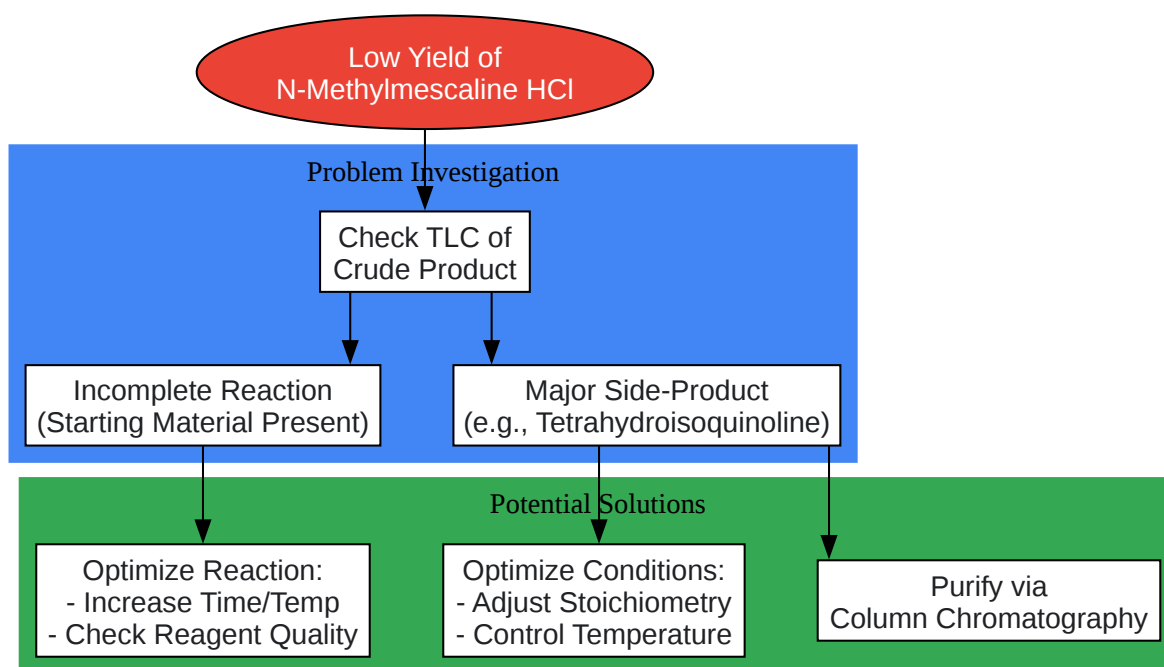 Low Yield of
N-Methylmescaline HCl
Problem Investigation
Check TLC of
Crude Product
Incomplete Reaction
(Starting Material Present)
Major Side-Product
(e.g., Tetrahydroisoquinoline)
Potential Solutions
Optimize Reaction:
- Increase Time/Temp
- Check Reagent Quality
Optimize Conditions:
- Adjust Stoichiometry
- Control Temperature
Purify via
Column Chromatography